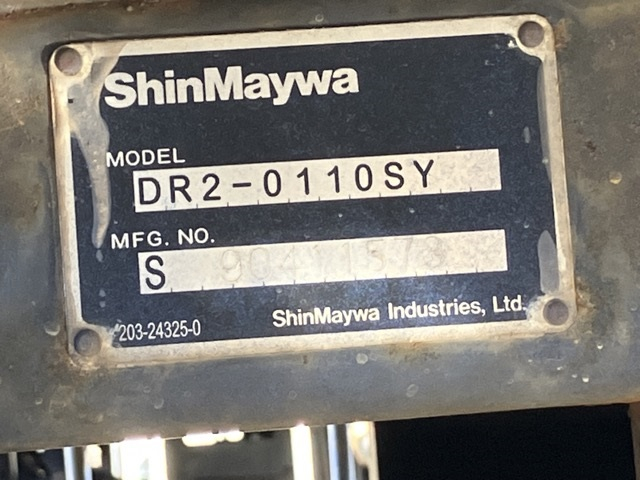 ShinMaywa
MODEL
DR2-0110SY
MFG. NO.
S
203-24325-0
ShinMaywa Industries, Ltd.